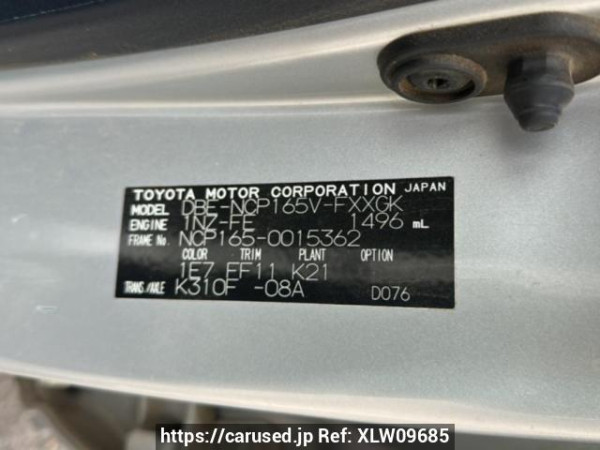 TOYOTA MOTOR CORPORATION JAPAN
MODEL DBE-NCP165V-FXXGK
ENGINE 1NZ-FE 1496 mL
FRAME No. NCP165-0015362
COLOR TRIM PLANT OPTION
1E7 EF11 K21
TRANS./AXLE K310F -08A D076
https://carused.jp Ref: XLW09685